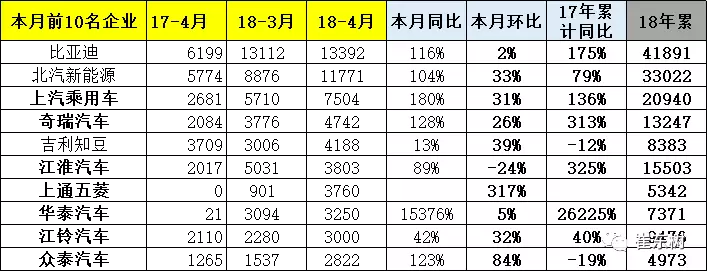 本月前10名企业 17-4月 18-3月 18-4月 本月同比 本月环比 17年累计同比 18年累
比亚迪 6199 13112 13392 116% 2% 175% 41891
北汽新能源 5774 8876 11771 104% 33% 79% 33022
上汽乘用车 2681 5710 7504 180% 31% 136% 20940
奇瑞汽车 2084 3776 4742 128% 26% 313% 13247
吉利知豆 3709 3006 4188 13% 39% -12% 8383
江淮汽车 2017 5031 3803 89% -24% 325% 15503
上通五菱 0 901 3760 317% 5342
华泰汽车 21 3094 3250 15376% 5% 26225% 7371
江铃汽车 2110 2280 3000 42% 32% 40%
崔东树
众泰汽车 1265 1537 2822 123% 84% -19% 4973